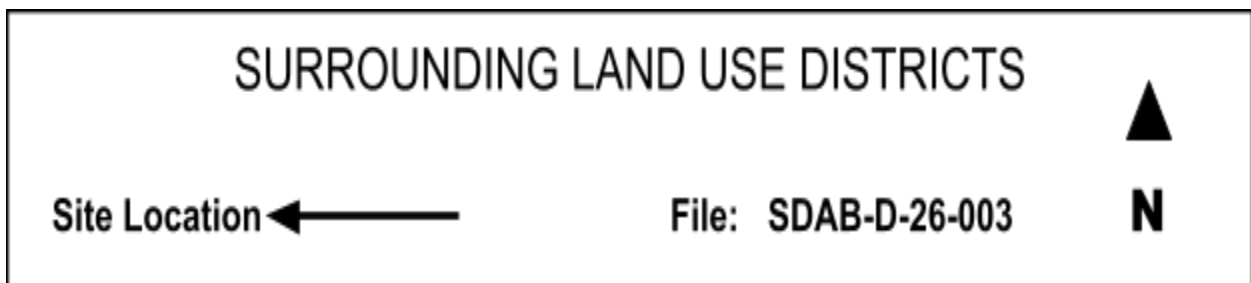 SURROUNDING LAND USE DISTRICTS
Site Location File: SDAB-D-26-003 N